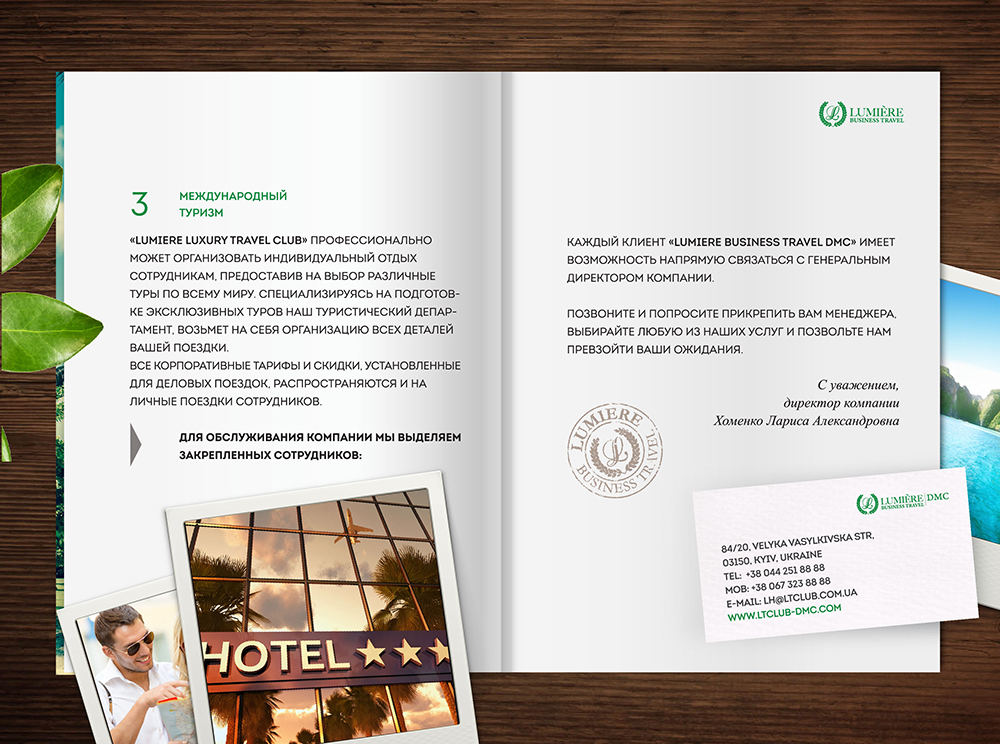 3
МЕЖДУНАРОДНЫЙ
ТУРИЗМ
«LUMIERE LUXURY TRAVEL CLUB» ПРОФЕССИОНАЛЬНО
МОЖЕТ ОРГАНИЗОВАТЬ ИНДИВИДУАЛЬНЫЙ ОТДЫХ
СОТРУДНИКАМ, ПРЕДОСТАВИВ НА ВЫБОР РАЗЛИЧНЫЕ
ТУРЫ ПО ВСЕМУ МИРУ. СПЕЦИАЛИЗИРУЯСЬ НА ПОДГОТОВ-
КЕ ЭКСКЛЮЗИВНЫХ ТУРОВ НАШ ТУРИСТИЧЕСКИЙ ДЕПАР-
ТАМЕНТ, ВОЗЬМЕТ НА СЕБЯ ОРГАНИЗАЦИЮ ВСЕХ ДЕТАЛЕЙ
ВАШЕЙ ПОЕЗДКИ.
ВСЕ КОРПОРАТИВНЫЕ ТАРИФЫ И СКИДКИ, УСТАНОВЛЕННЫЕ
ДЛЯ ДЕЛОВЫХ ПОЕЗДОК, РАСПРОСТРАНЯЮТСЯ И НА
ЛИЧНЫЕ ПОЕЗДКИ СОТРУДНИКОВ.
ДЛЯ ОБСЛУЖИВАНИЯ КОМПАНИИ МЫ ВЫДЕЛЯЕМ
ЗАКРЕПЛЕННЫХ СОТРУДНИКОВ:
HOTEL
L
LUMIÈRE
BUSINESS TRAVEL
КАЖДЫЙ КЛИЕНТ «LUMIERE BUSINESS TRAVEL DMC» ИМЕЕТ
ВОЗМОЖНОСТЬ НАПРЯМУЮ СВЯЗАТЬСЯ С ГЕНЕРАЛЬНЫМ
ДИРЕКТОРОМ КОМПАНИИ.
ПОЗВОНИТЕ И ПОПРОСИТЕ ПРИКРЕПИТЬ ВАМ МЕНЕДЖЕРА,
ВЫБИРАЙТЕ ЛЮБУЮ ИЗ НАШИХ УСЛУГ И ПОЗВОЛЬТЕ НАМ
ПРЕВЗОЙТИ ВАШИ ОЖИДАНИЯ.
С уважением,
директор компании
Хоменко Лариса Александровна
LUMIERE
L
BUSINESS TRAVEL
L
LUMIÈRE DMC
BUSINESS TRAVEL
84/20, VELYKA VASYLKIVSKA STR,
03150, KYIV, UKRAINE
TEL: +38 044 251 88 88
MOB: +38 067 323 88 88
E-MAIL: LH@LTCLUB.COM.UA
WWW.LTCLUB-DMC.COM